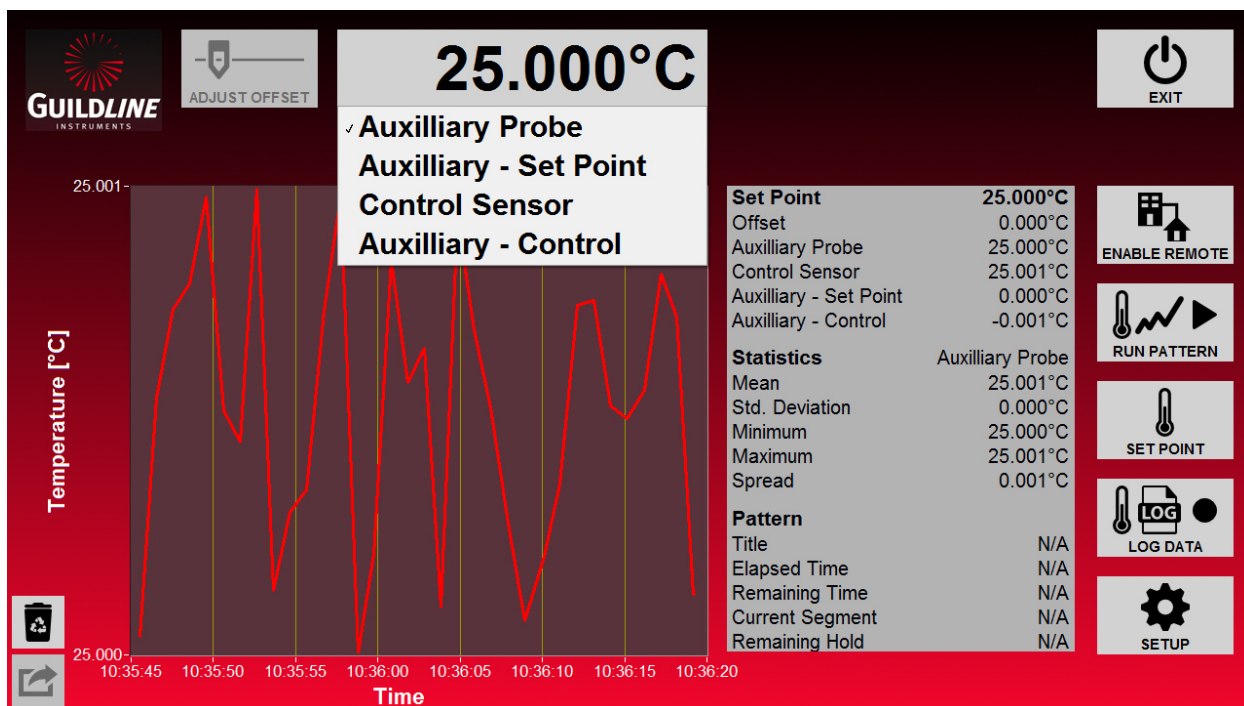 GUILDLINE
INSTRUMENTS
ADJUST OFFSET
25.000°C
✓Auxilliary Probe
Auxilliary - Set Point
Control Sensor
Auxilliary - Control
EXIT
25.001
25.000
Temperature [°C]
10:35:45 10:35:50 10:35:55 10:36:00 10:36:05 10:36:10 10:36:15 10:36:20
Time
Set Point 25.000°C
Offset 0.000°C
Auxilliary Probe 25.000°C
Control Sensor 25.001°C
Auxilliary - Set Point 0.000°C
Auxilliary - Control -0.001°C
Statistics Auxilliary Probe
Mean 25.001°C
Std. Deviation 0.000°C
Minimum 25.000°C
Maximum 25.001°C
Spread 0.001°C
Pattern
Title N/A
Elapsed Time N/A
Remaining Time N/A
Current Segment N/A
Remaining Hold N/A
ENABLE REMOTE
RUN PATTERN
SET POINT
LOG
LOG DATA
SETUP